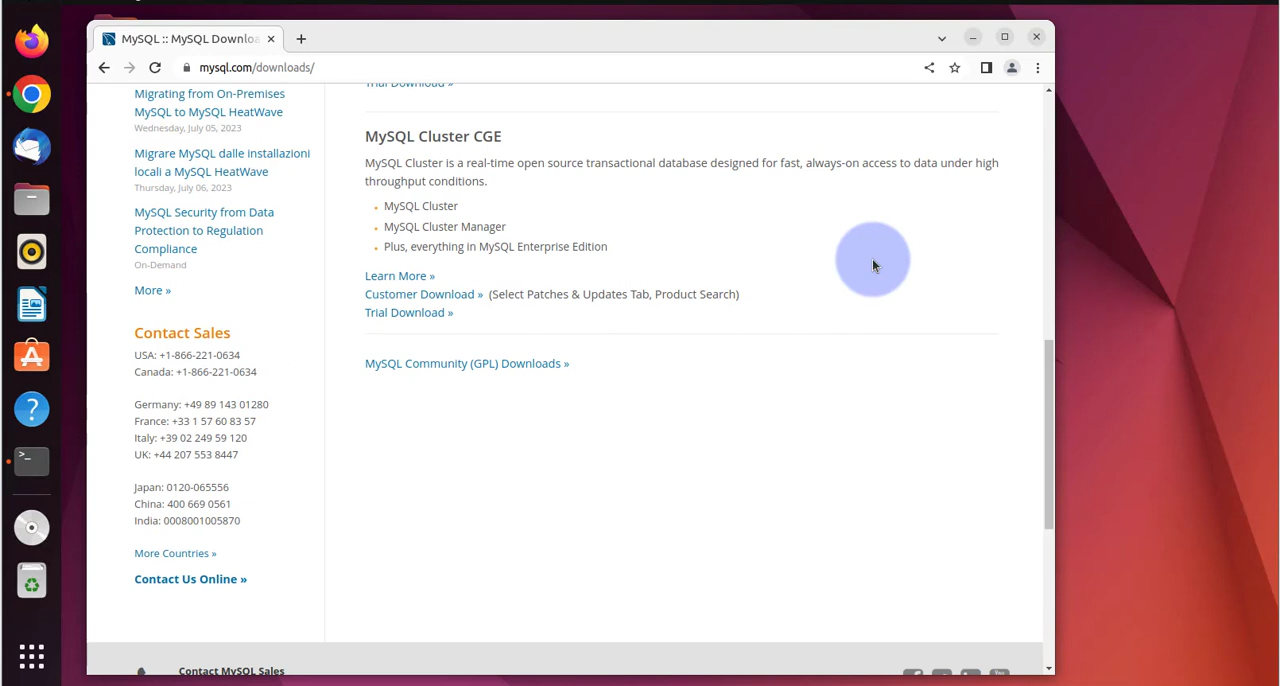 MySQL :: MySQL Downloa
mysql.com/downloads/
Migrating from On-Premises
MySQL to MySQL HeatWave
Wednesday, July 05, 2023
Migrare MySQL dalle installazioni
locali a MySQL HeatWave
Thursday, July 06, 2023
MySQL Security from Data
Protection to Regulation
Compliance
On-Demand
More »
Contact Sales
USA: +1-866-221-0634
Canada: +1-866-221-0634
Germany: +49 89 143 01280
France: +33 1 57 60 83 57
Italy: +39 02 249 59 120
UK: +44 207 553 8447
Japan: 0120-065556
China: 400 669 0561
India: 0008001005870
More Countries »
Contact Us Online »
Trial Download »
MySQL Cluster CGE
MySQL Cluster is a real-time open source transactional database designed for fast, always-on access to data under high
throughput conditions.
• MySQL Cluster
• MySQL Cluster Manager
• Plus, everything in MySQL Enterprise Edition
Learn More »
Customer Download » (Select Patches & Updates Tab, Product Search)
Trial Download »
MySQL Community (GPL) Downloads »
Contact MySQL Sales